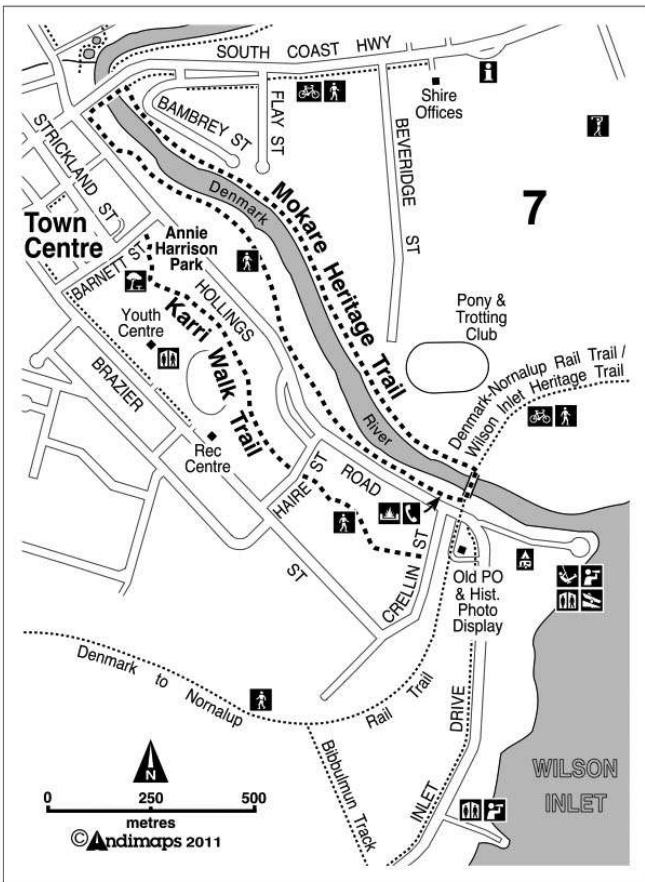 SOUTH COAST HWY
STRICKLAND ST
BAMBREY ST
FLAY ST
Shire
Offices
i
BEVERIDGE ST
7
Denmark
River
Mokare Heritage Trail
Town
Centre
Annie
Harrison
Park
BARNETT ST
HOLLINGS
ROAD
Karri Walk Trail
Youth
Centre
Pony &
Trotting
Club
Denmark-Nornalup Rail Trail /
Wilson Inlet Heritage Trail
BRAZIER
ST
Rec
Centre
HAIRE ST
CRELLIN ST
Old PO
& Hist.
Photo
Display
Denmark to Nornalup
Rail Trail
Bibbulmun Track
INLET DRIVE
WILSON
INLET
N
0 250 500
metres
© Andimaps 2011